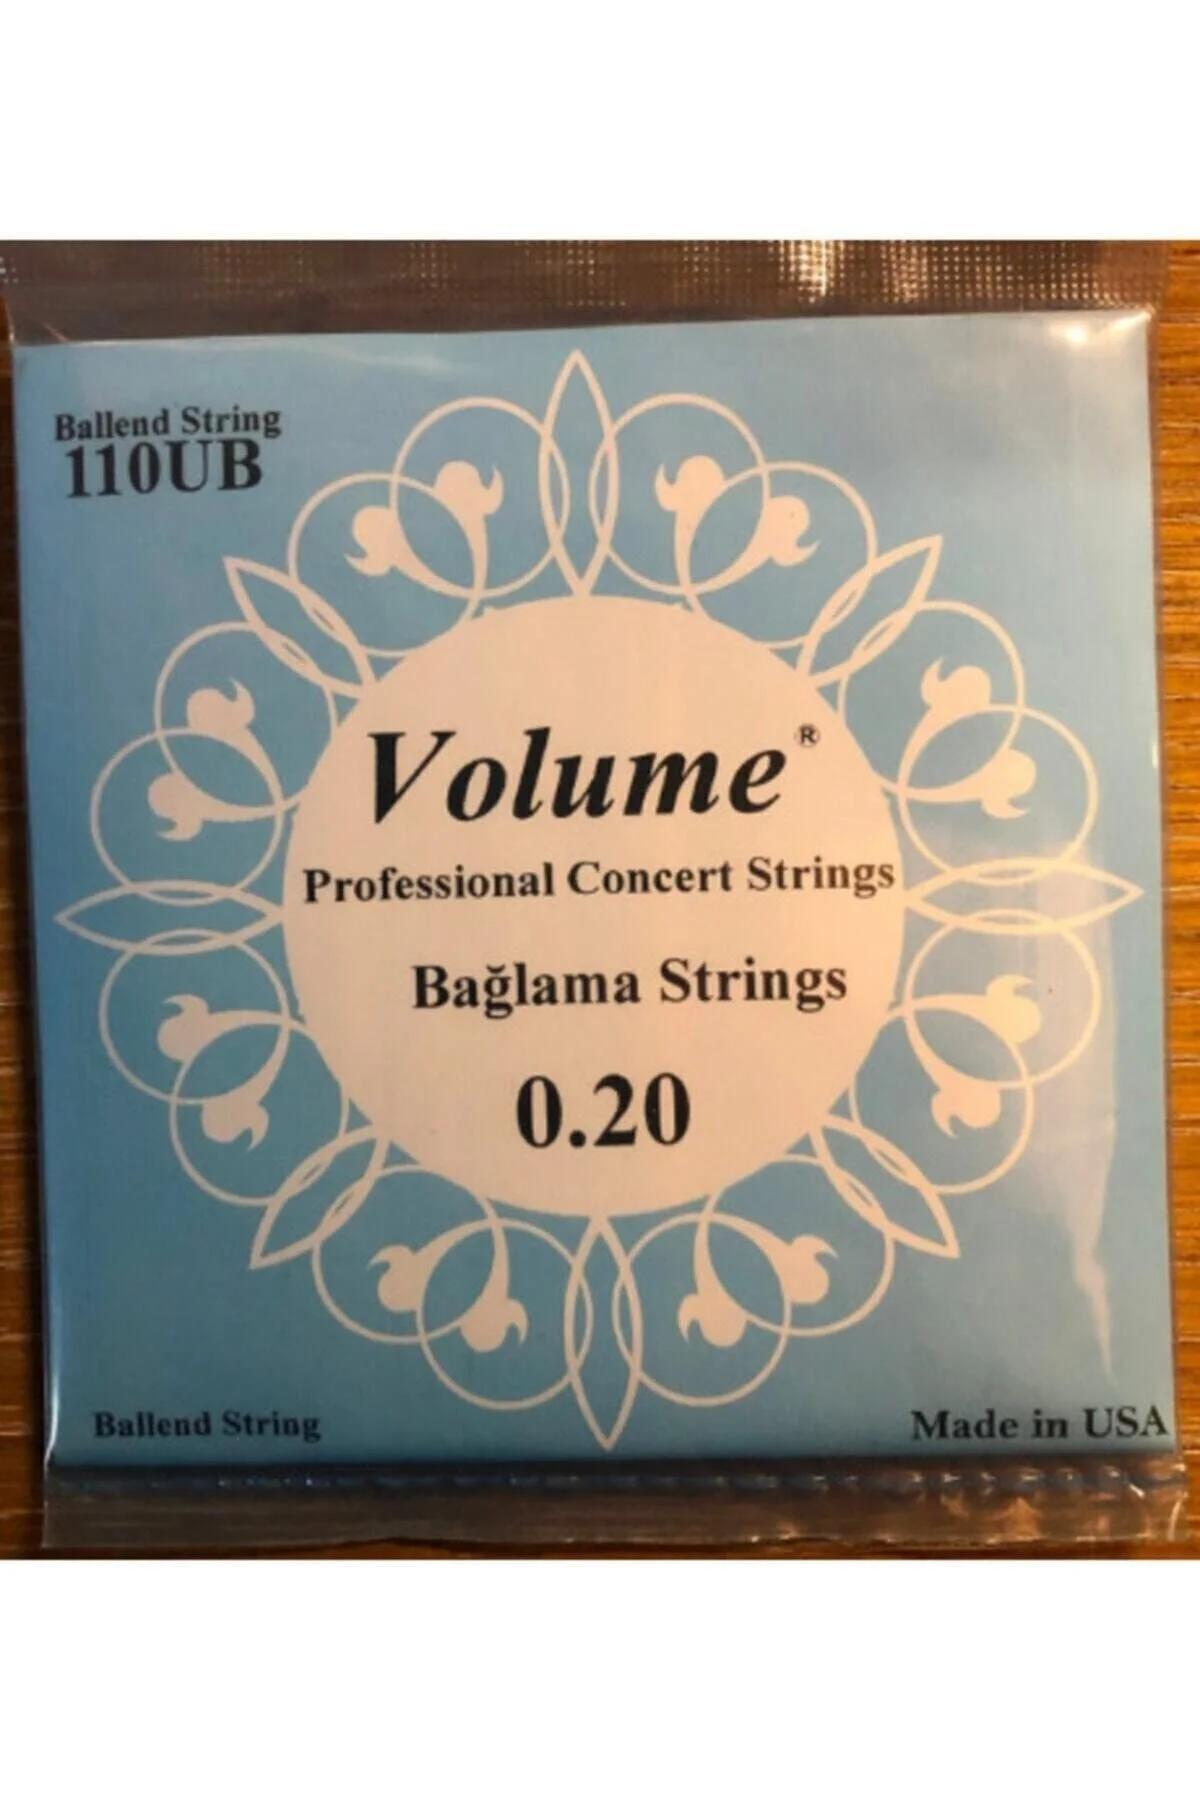 Ballend String
110UB
Volume®
Professional Concert Strings
Bağlama Strings
0.20
Ballend String
Made in USA